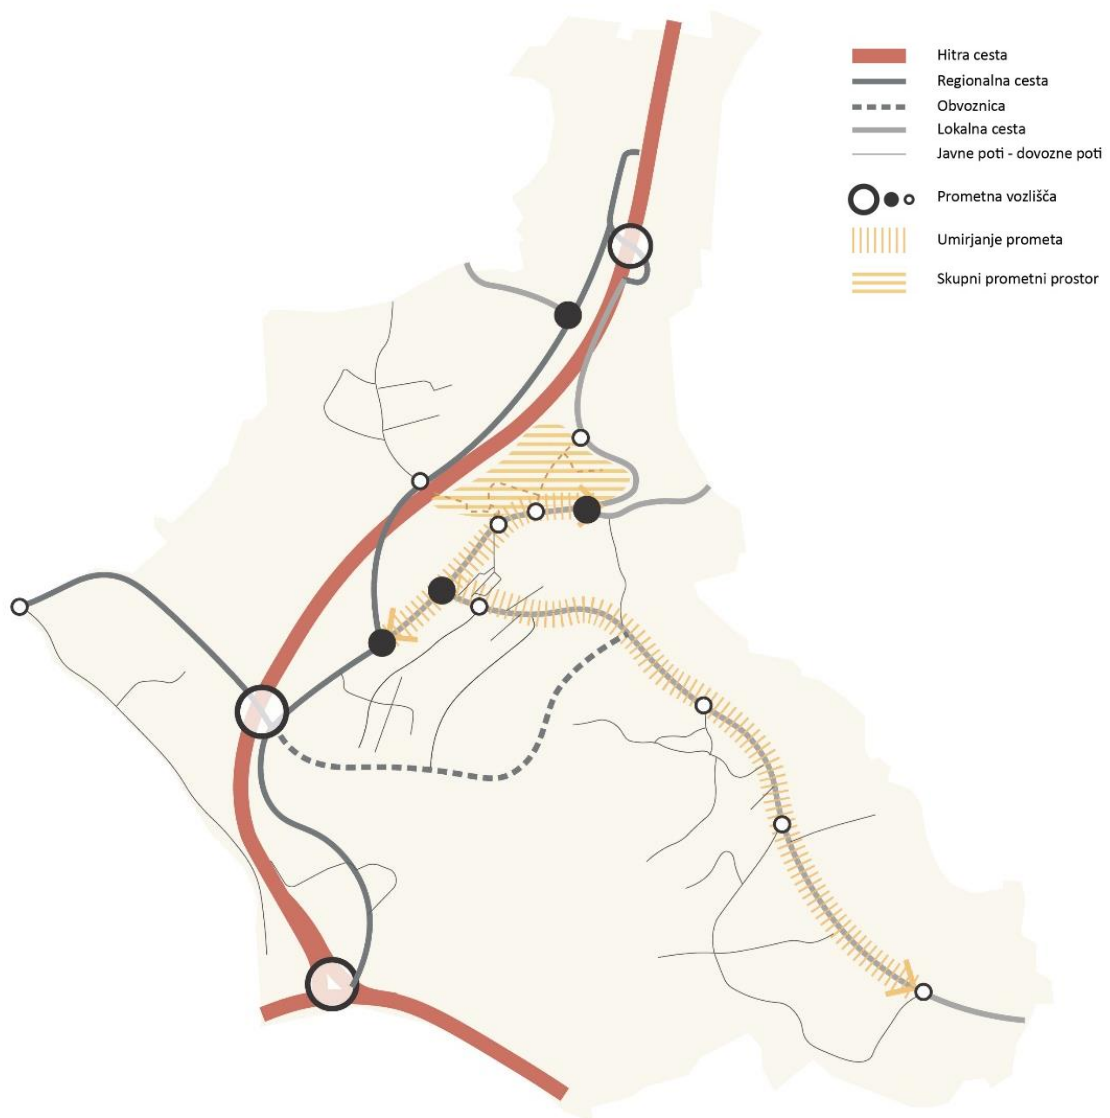 Hitra cesta
Regionalna cesta
Obvoznica
Lokalna cesta
Javne poti - dovozne poti
Prometna vozlišča
Umirjanje prometa
Skupni prometni prostor